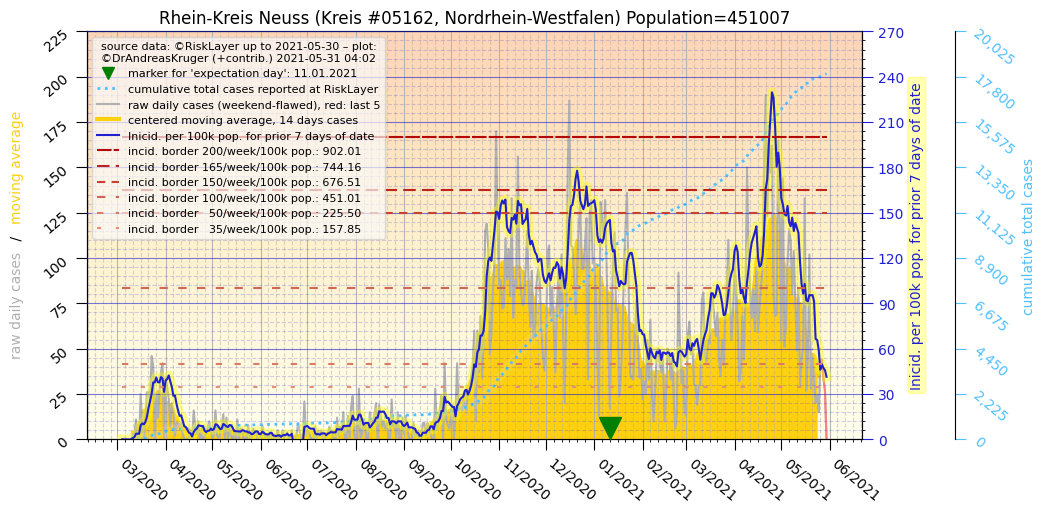 Rhein-Kreis Neuss (Kreis #05162, Nordrhein-Westfalen) Population=451007
source data: ©RiskLayer up to 2021-05-30 – plot:
©DrAndreasKruger (+contrib.) 2021-05-31 04:02
marker for 'expectation day': 11.01.2021
cumulative total cases reported at RiskLayer
raw daily cases (weekend-flawed), red: last 5
centered moving average, 14 days cases
Inicid. per 100k pop. for prior 7 days of date
incid. border 200/week/100k pop.: 902.01
incid. border 165/week/100k pop.: 744.16
incid. border 150/week/100k pop.: 676.51
incid. border 100/week/100k pop.: 451.01
incid. border   50/week/100k pop.: 225.50
incid. border   35/week/100k pop.: 157.85
raw daily cases   /   moving average
225
200
175
150
125
100
75
50
25
0
270
240
210
180
150
120
90
60
30
0
Inicid. per 100k pop. for prior 7 days of date
20,025
17,800
15,575
13,350
11,125
8,900
6,675
4,450
2,225
0
cumulative total cases
03/2020
04/2020
05/2020
06/2020
07/2020
08/2020
09/2020
10/2020
11/2020
12/2020
01/2021
02/2021
03/2021
04/2021
05/2021
06/2021